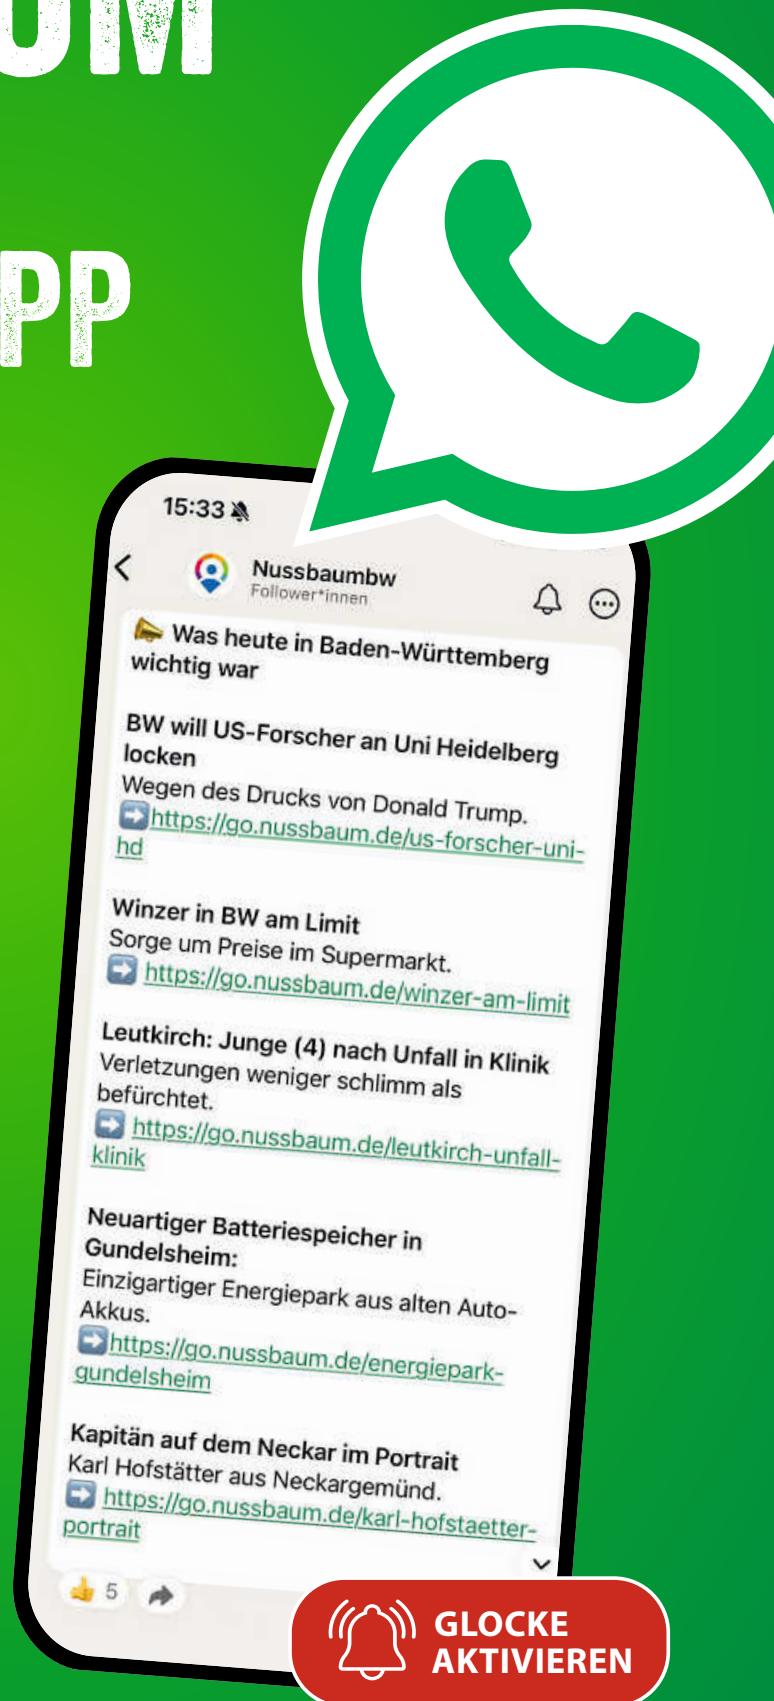 UM
PP
15:33
Nussbaumbw
Follower*innen
Was heute in Baden-Württemberg
wichtig war
BW will US-Forscher an Uni Heidelberg
locken
Wegen des Drucks von Donald Trump.
➡️https://go.nussbaum.de/us-forscher-uni-
hd
Winzer in BW am Limit
Sorge um Preise im Supermarkt.
➡️ https://go.nussbaum.de/winzer-am-limit
Leutkirch: Junge (4) nach Unfall in Klinik
Verletzungen weniger schlimm als
befürchtet.
➡️ https://go.nussbaum.de/leutkirch-unfall-
klinik
Neuartiger Batteriespeicher in
Gundelsheim:
Einzigartiger Energiepark aus alten Auto-
Akkus.
➡️https://go.nussbaum.de/energiepark-
gundelsheim
Kapitän auf dem Neckar im Portrait
Karl Hofstätter aus Neckargemünd.
➡️ https://go.nussbaum.de/karl-hofstaetter-
portrait
👍 5
GLOCKE
AKTIVIEREN